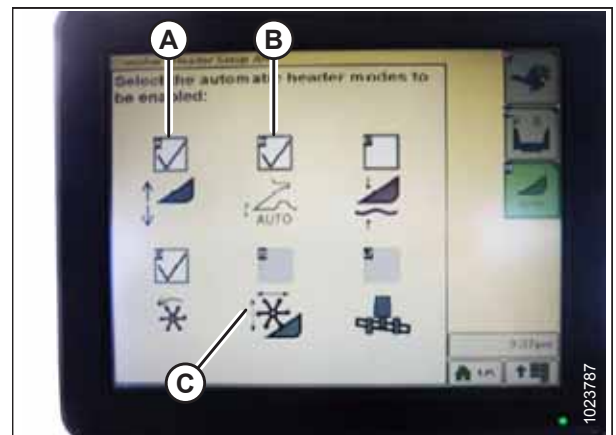 A
B
Select the automatic header modes to
be enabled:
AUTO
C
1023787